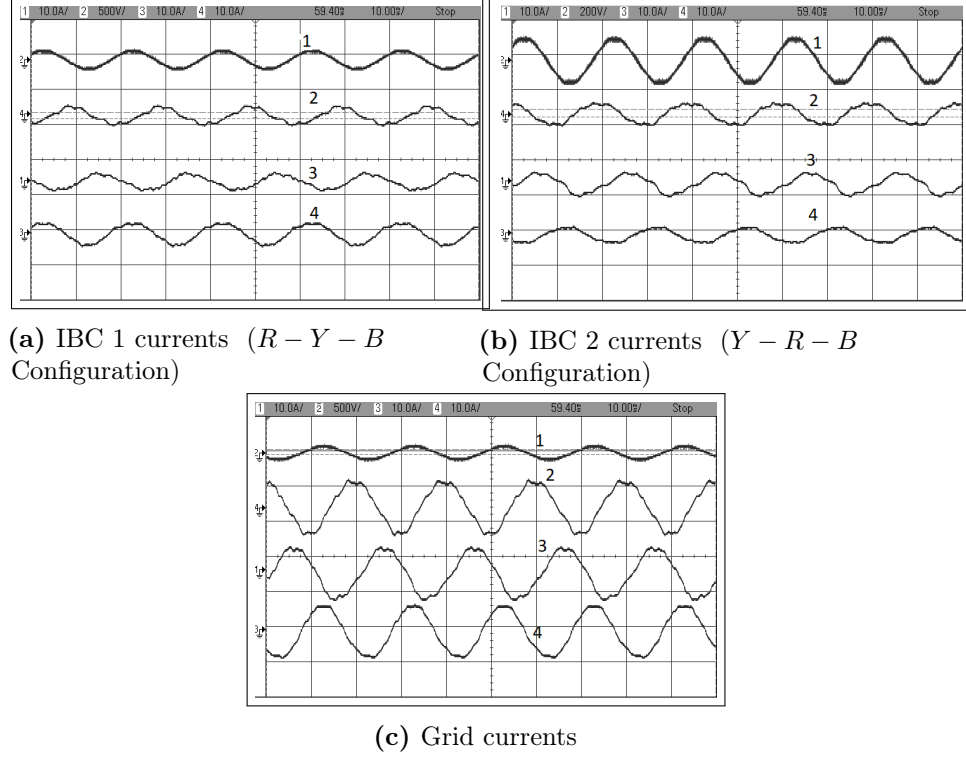 1 10.0A/ 2 500V/ 3 10.0A/ 4 10.0A/ 59.40s 10.00s/ Stop
1
2
3
4
1 10.0A/ 2 200V/ 3 10.0A/ 4 10.0A/ 59.40s 10.00s/ Stop
1
2
3
4
(a) IBC 1 currents (R − Y − B
Configuration)
(b) IBC 2 currents (Y − R − B
Configuration)
1 10.0A/ 2 500V/ 3 10.0A/ 4 10.0A/ 59.40s 10.00s/ Stop
1
2
3
4
(c) Grid currents